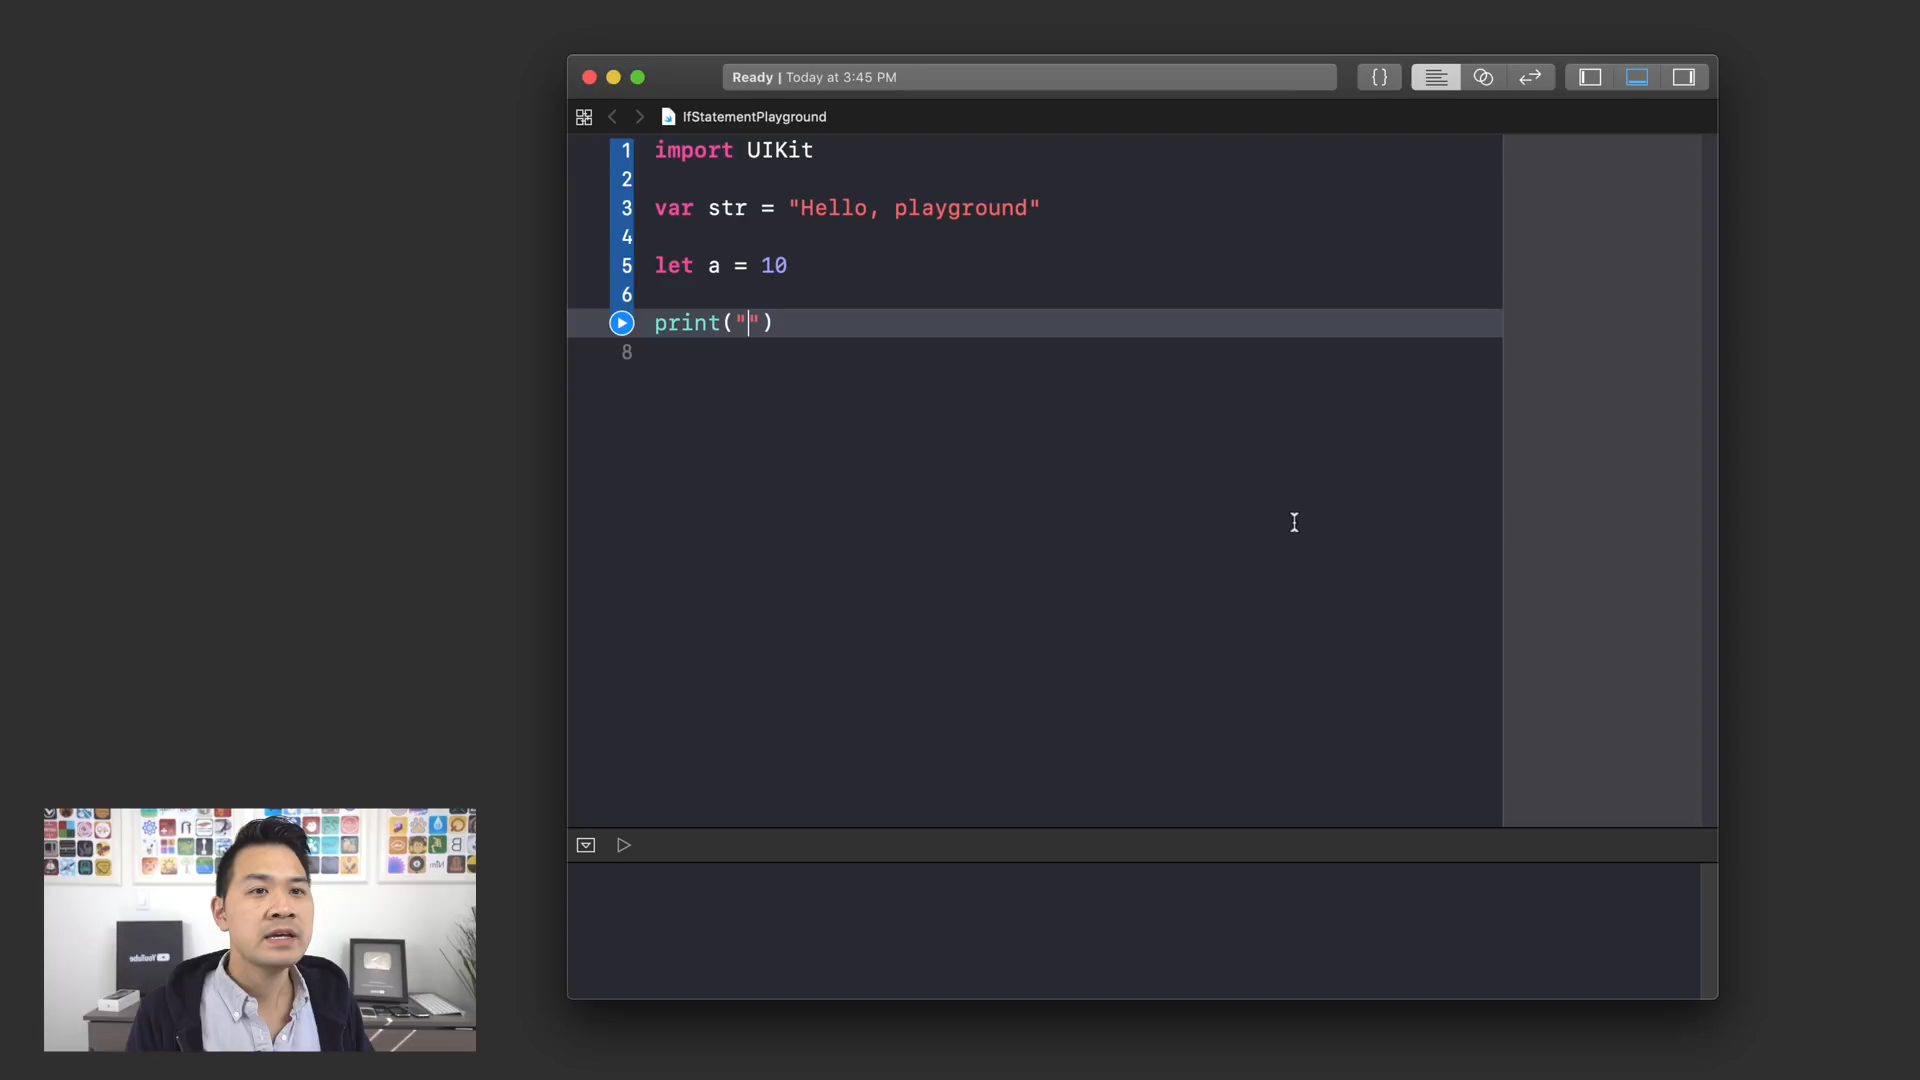 Ready | Today at 3:45 PM
IfStatementPlayground
1 import UIKit
2
3 var str = "Hello, playground"
4
5 let a = 10
6
print("")
8
YouTube